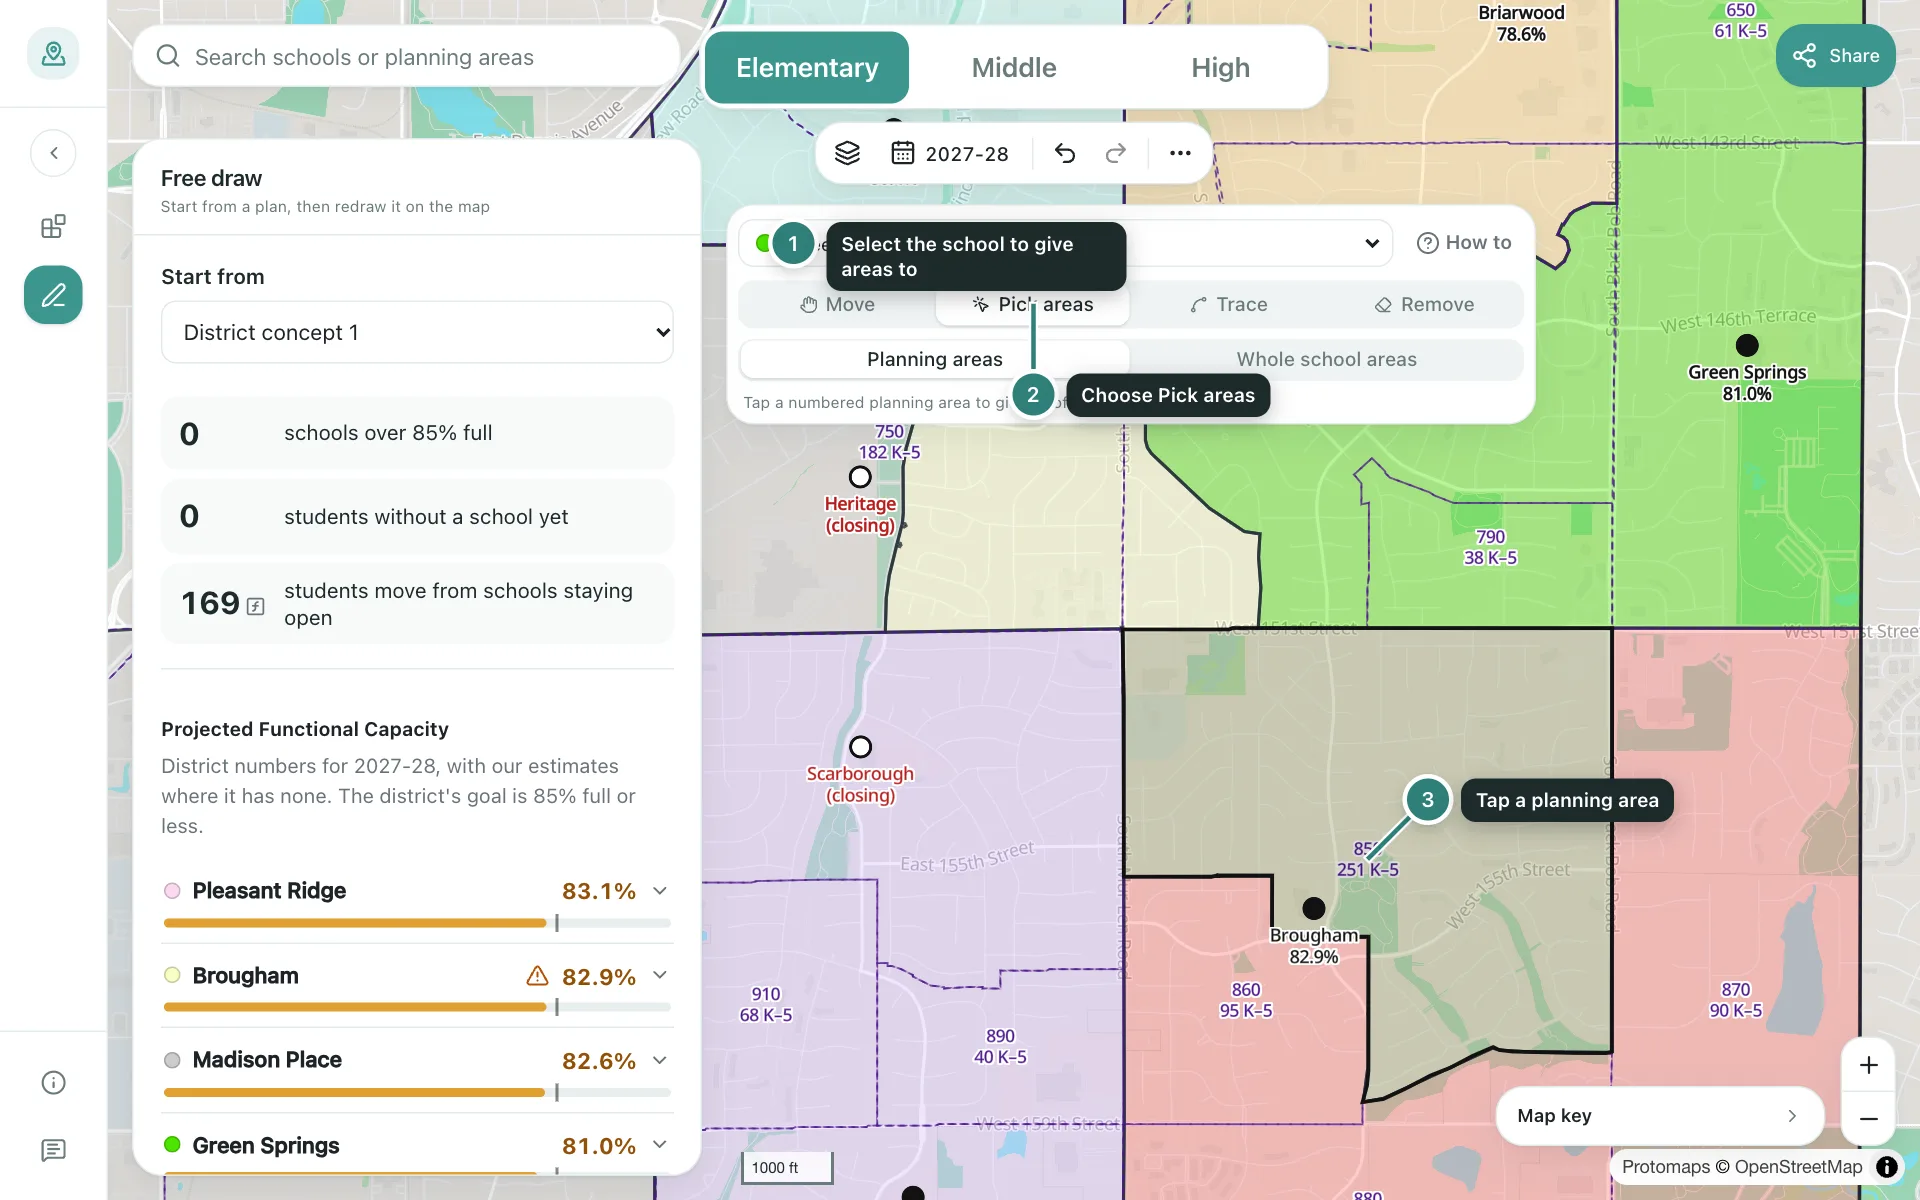 Search schools or planning areas
Elementary
Middle
High
Share
2027-28
Free draw
Start from a plan, then redraw it on the map
Start from
District concept 1
0
schools over 85% full
0
students without a school yet
169
students move from schools staying
open
Projected Functional Capacity
District numbers for 2027-28, with our estimates
where it has none. The district's goal is 85% full or
less.
Pleasant Ridge
83.1%
Brougham
82.9%
Madison Place
82.6%
Green Springs
81.0%
1
Select the school to give
areas to
How to
Move
Pick areas
Trace
Remove
Planning areas
Whole school areas
Tap a numbered planning area to
2
Choose Pick areas
3
Tap a planning area
Briarwood
78.6%
650
61 K–5
West 143rd Street
West 146th Terrace
Green Springs
81.0%
750
182 K–5
Heritage
(closing)
790
38 K–5
West 151st Street
West 151st Street
Scarborough
(closing)
East 155th Street
251 K–5
West 155th Street
Brougham
82.9%
860
95 K–5
870
90 K–5
910
68 K–5
890
40 K–5
West 159th Street
880
Map key
1000 ft
Protomaps © OpenStreetMap